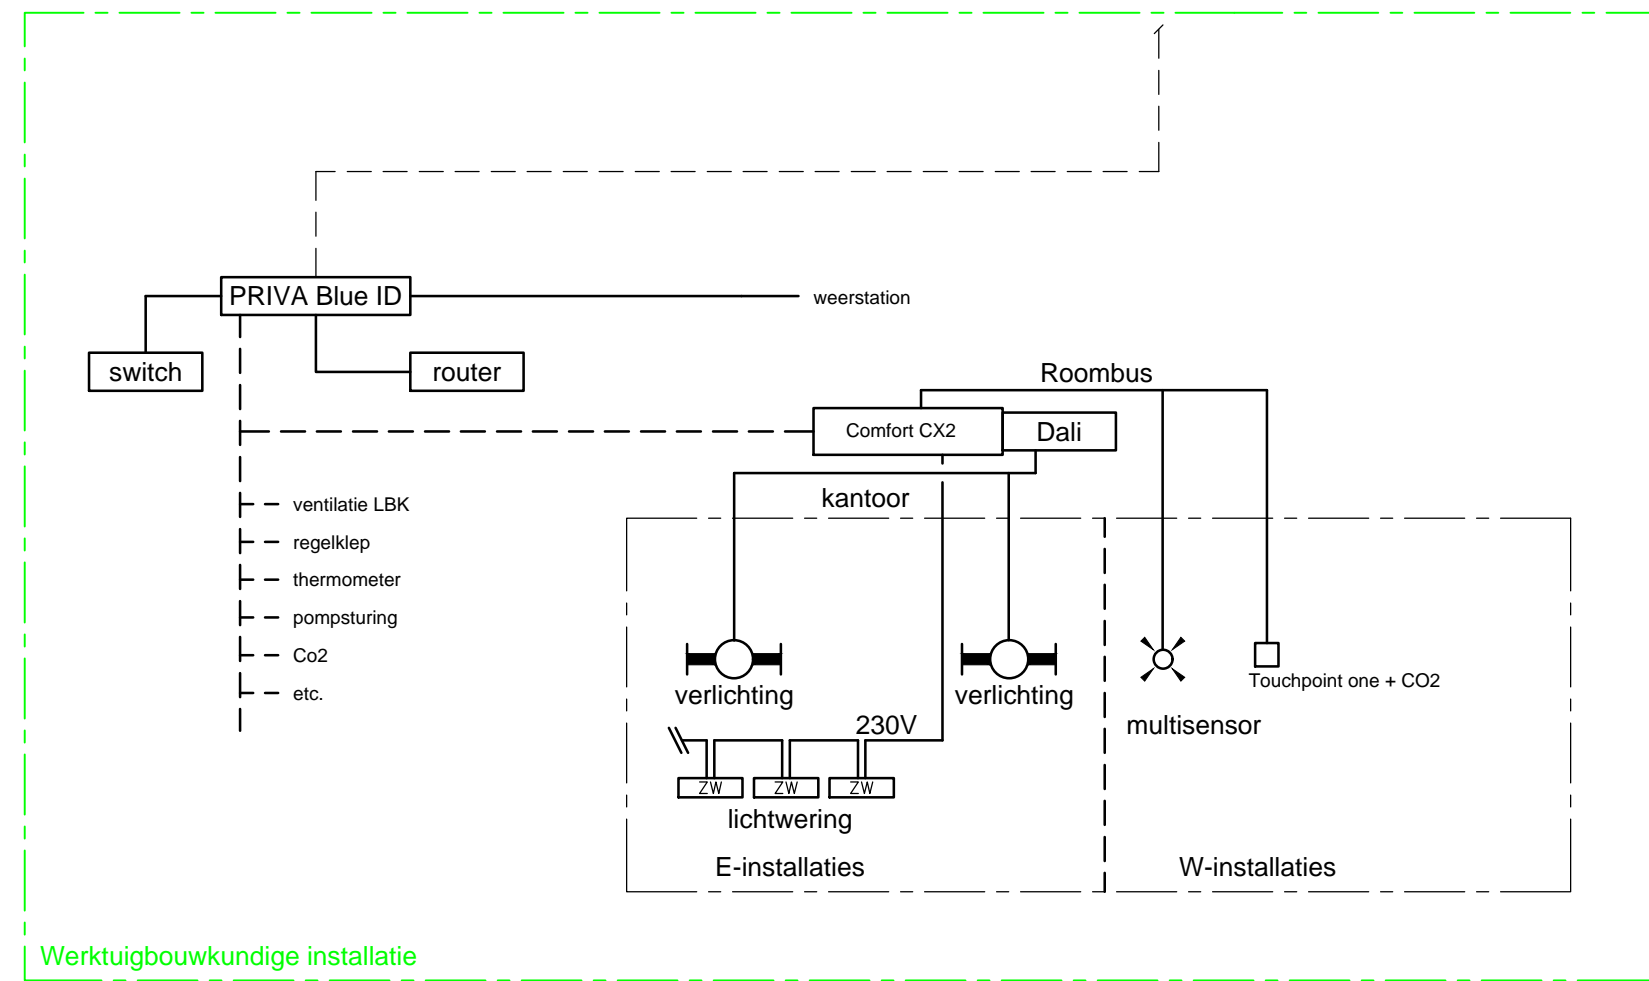 PRIVA Blue ID
weerstation
switch
router
Roombus
Comfort CX2
Dali
kantoor
ventilatie LBK
regelklep
thermometer
pompsturing
Co2
etc.
verlichting
verlichting
Touchpoint one + CO2
multisensor
230V
ZW
ZW
ZW
lichtwering
E-installaties
W-installaties
Werktuigbouwkundige installatie